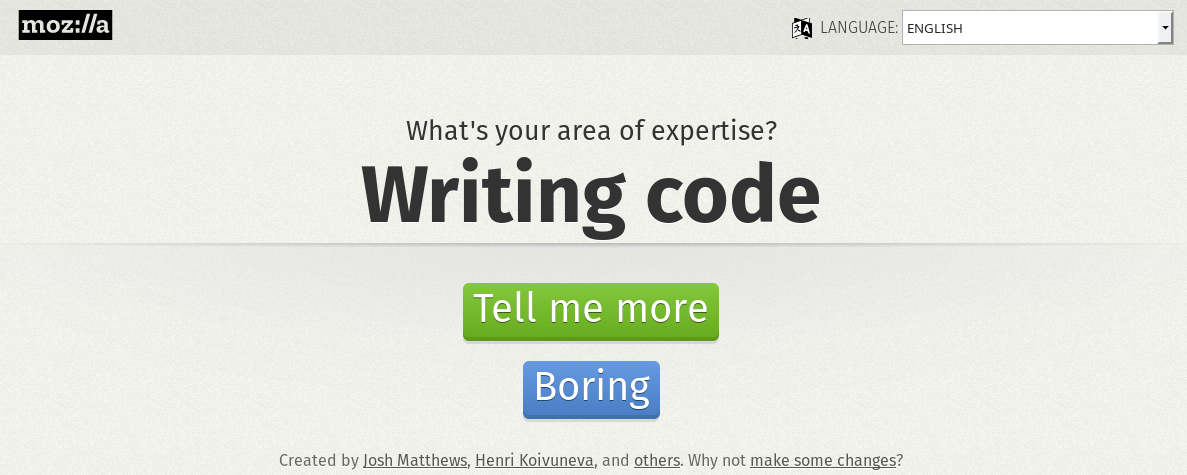 moz://a
LANGUAGE: ENGLISH
What's your area of expertise?
Writing code
Tell me more
Boring
Created by Josh Matthews, Henri Koivuneva, and others. Why not make some changes?